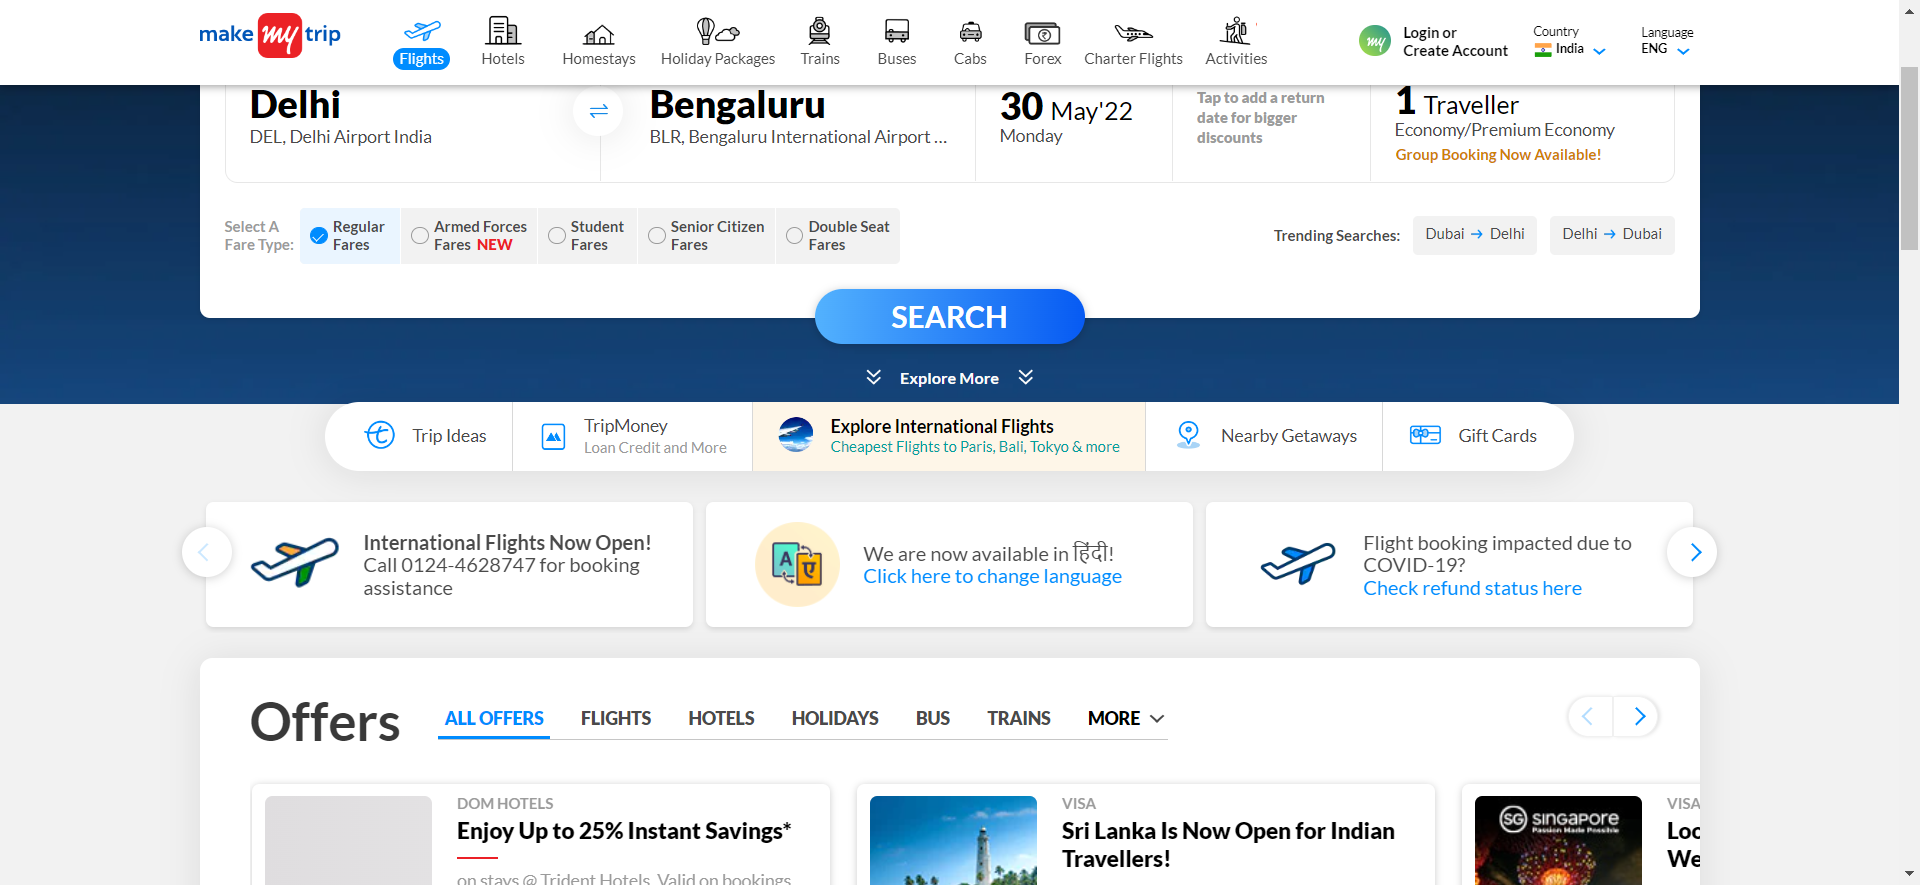 make my trip
Flights
Hotels
Homestays
Holiday Packages
Trains
Buses
Cabs
Forex
Charter Flights
Activities
my
Login or
Create Account
Country
India
Language
ENG
Delhi
DEL, Delhi Airport India
Bengaluru
BLR, Bengaluru International Airport ...
30 May'22
Monday
Tap to add a return
date for bigger
discounts
1 Traveller
Economy/Premium Economy
Group Booking Now Available!
Select A
Fare Type:
Regular
Fares
Armed Forces
Fares NEW
Student
Fares
Senior Citizen
Fares
Double Seat
Fares
Trending Searches:
Dubai → Delhi
Delhi → Dubai
SEARCH
Explore More
Trip Ideas
TripMoney
Loan Credit and More
Explore International Flights
Cheapest Flights to Paris, Bali, Tokyo & more
Nearby Getaways
Gift Cards
International Flights Now Open!
Call 0124-4628747 for booking
assistance
A ए
We are now available in हिंदी!
Click here to change language
Flight booking impacted due to
COVID-19?
Check refund status here
Offers
ALL OFFERS
FLIGHTS
HOTELS
HOLIDAYS
BUS
TRAINS
MORE
DOM HOTELS
Enjoy Up to 25% Instant Savings*
on stays @ Trident Hotels. Valid on bookings
VISA
Sri Lanka Is Now Open for Indian
Travellers!
SG SINGAPORE
Passion Made Possible
VISA
Loo
We